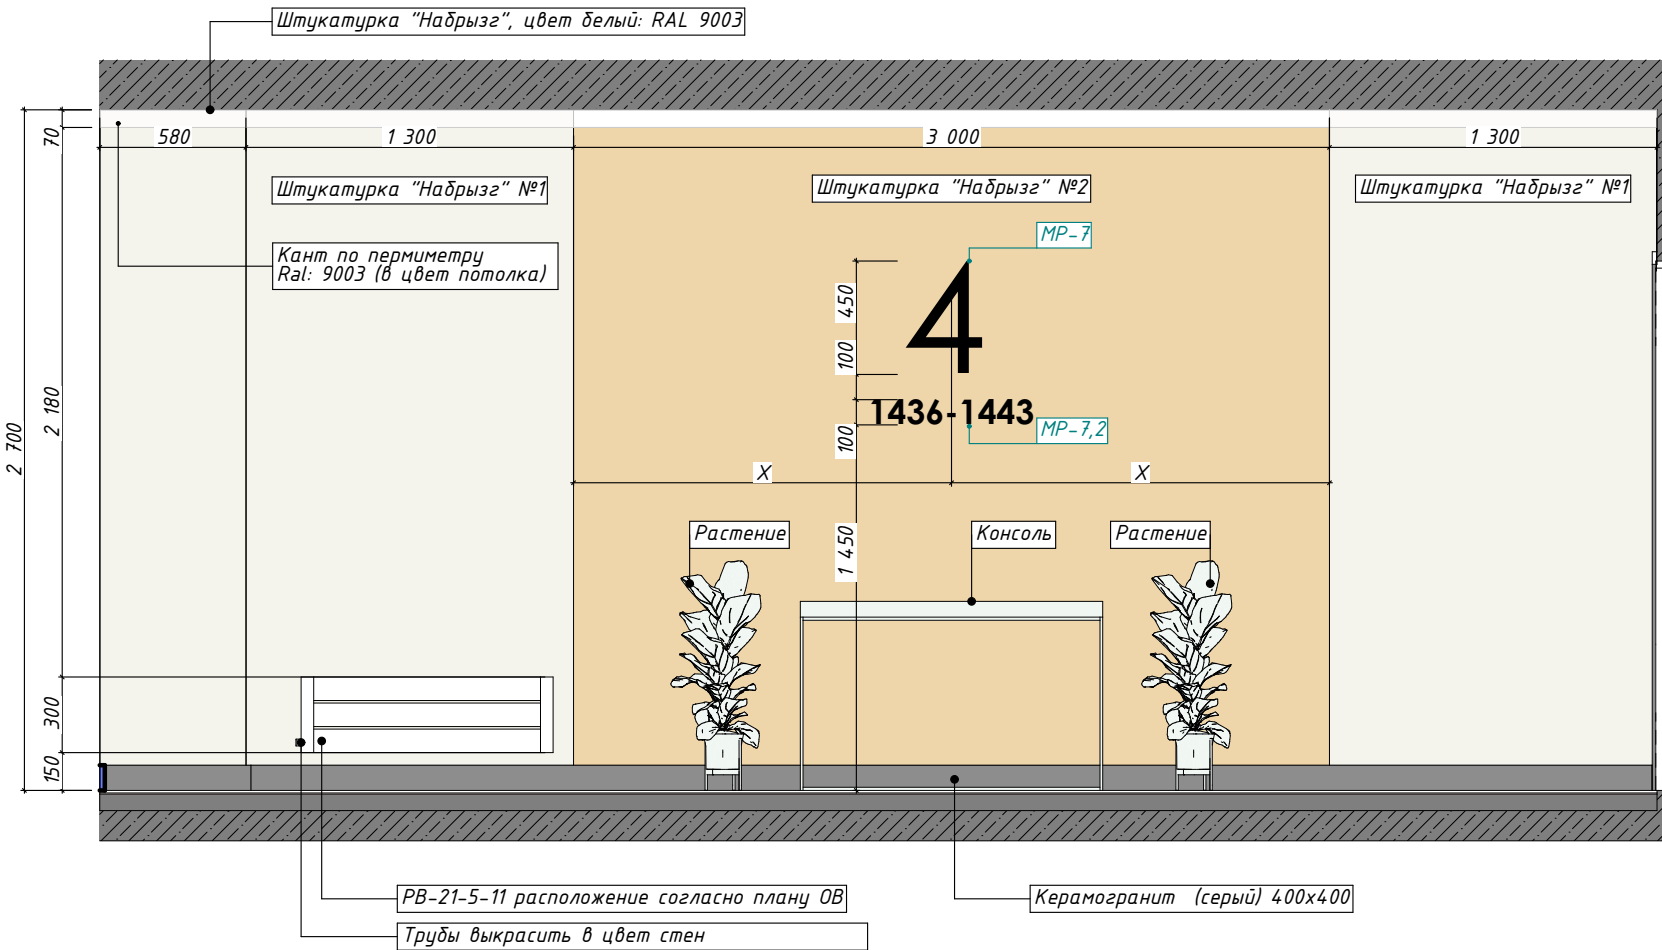 Штукатурка "Набрызг", цвет белый: RAL 9003
70
580
1 300
3 000
1 300
Штукатурка "Набрызг" №1
Штукатурка "Набрызг" №2
Штукатурка "Набрызг" №1
МР-7
Кант по пермиметру
Ral: 9003 (в цвет потолка)
4
450
100
2 180
2 700
1436-1443
МР-7,2
100
X
X
Растение
Консоль
Растение
1 450
300
150
РВ-21-5-11 расположение согласно плану ОВ
Керамогранит (серый) 400х400
Трубы выкрасить в цвет стен